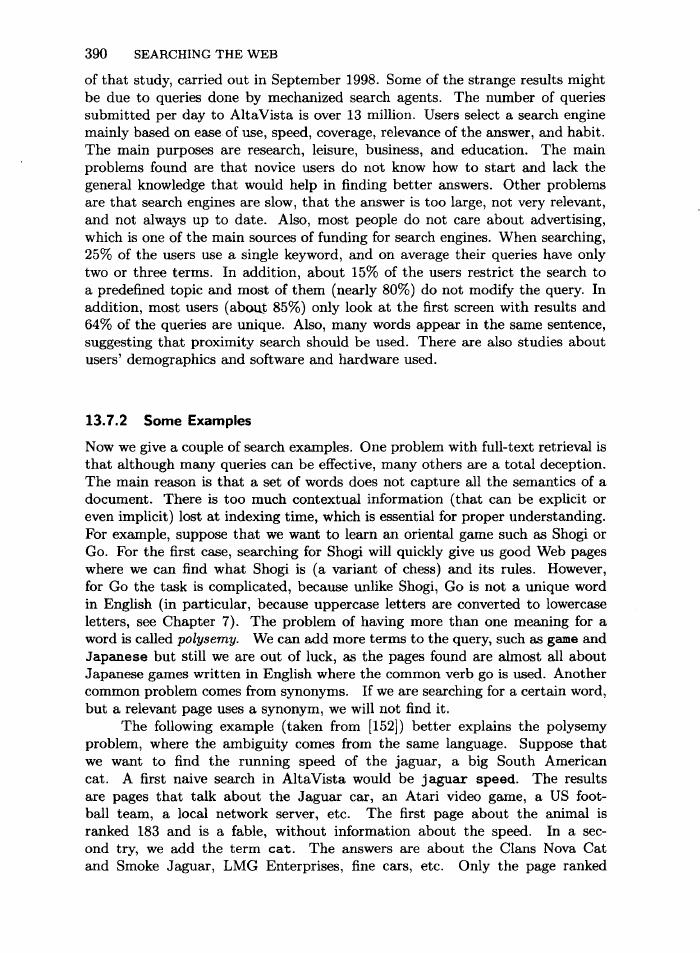 390 SEARCHING THE WEB
of that study, carried out in September 1998. Some of the strange results might
be due to queries done by mechanized search agents. The number of queries
submitted per day to AltaVista is over 13 million. Users select a search engine
mainly based on ease of use, speed, coverage, relevance of the answer, and habit.
The main purposes are research, leisure, business, and education. The main
problems found are that novice users do not know how to start and lack the
general knowledge that would help in finding better answers. Other problems
are that search engines are slow, that the answer is too large, not very relevant,
and not always up to date. Also, most people do not care about advertising,
which is one of the main sources of funding for search engines. When searching,
25% of the users use a single keyword, and on average their queries have only
two or three terms. In addition, about 15% of the users restrict the search to
a predefined topic and most of them (nearly 80%) do not modify the query. In
addition, most users (about 85%) only look at the first screen with results and
64% of the queries are unique. Also, many words appear in the same sentence,
suggesting that proximity search should be used. There are also studies about
users' demographics and software and hardware used.
13.7.2 Some Examples
Now we give a couple of search examples. One problem with full-text retrieval is
that although many queries can be effective, many others are a total deception.
The main reason is that a set of words does not capture all the semantics of a
document. There is too much contextual information (that can be explicit or
even implicit) lost at indexing time, which is essential for proper understanding.
For example, suppose that we want to learn an oriental game such as Shogi or
Go. For the first case, searching for Shogi will quickly give us good Web pages
where we can find what Shogi is (a variant of chess) and its rules. However,
for Go the task is complicated, because unlike Shogi, Go is not a unique word
in English (in particular, because uppercase letters are converted to lowercase
letters, see Chapter 7). The problem of having more than one meaning for a
word is called polysemy. We can add more terms to the query, such as game and
Japanese but still we are out of luck, as the pages found are almost all about
Japanese games written in English where the common verb go is used. Another
common problem comes from synonyms. If we are searching for a certain word,
but a relevant page uses a synonym, we will not find it.
The following example (taken from [152]) better explains the polysemy
problem, where the ambiguity comes from the same language. Suppose that
we want to find the running speed of the jaguar, a big South American
cat. A first naive search in AltaVista would be jaguar speed. The results
are pages that talk about the Jaguar car, an Atari video game, a US foot-
ball team, a local network server, etc. The first page about the animal is
ranked 183 and is a fable, without information about the speed. In a sec-
ond try, we add the term cat. The answers are about the Clans Nova Cat
and Smoke Jaguar, LMG Enterprises, fine cars, etc. Only the page ranked